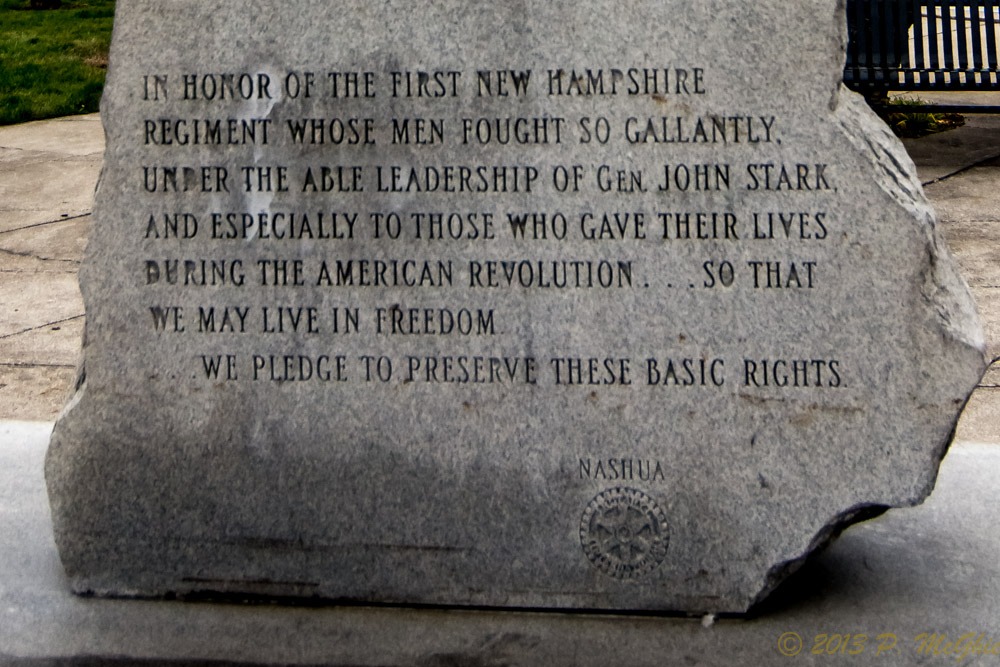 IN HONOR OF THE FIRST NEW HAMPSHIRE
REGIMENT WHOSE MEN FOUGHT SO GALLANTLY,
UNDER THE ABLE LEADERSHIP OF GEN. JOHN STARK,
AND ESPECIALLY TO THOSE WHO GAVE THEIR LIVES
DURING THE AMERICAN REVOLUTION. . . .SO THAT
WE MAY LIVE IN FREEDOM
. . . .WE PLEDGE TO PRESERVE THESE BASIC RIGHTS.
NASHUA
© 2013 P. McGhie